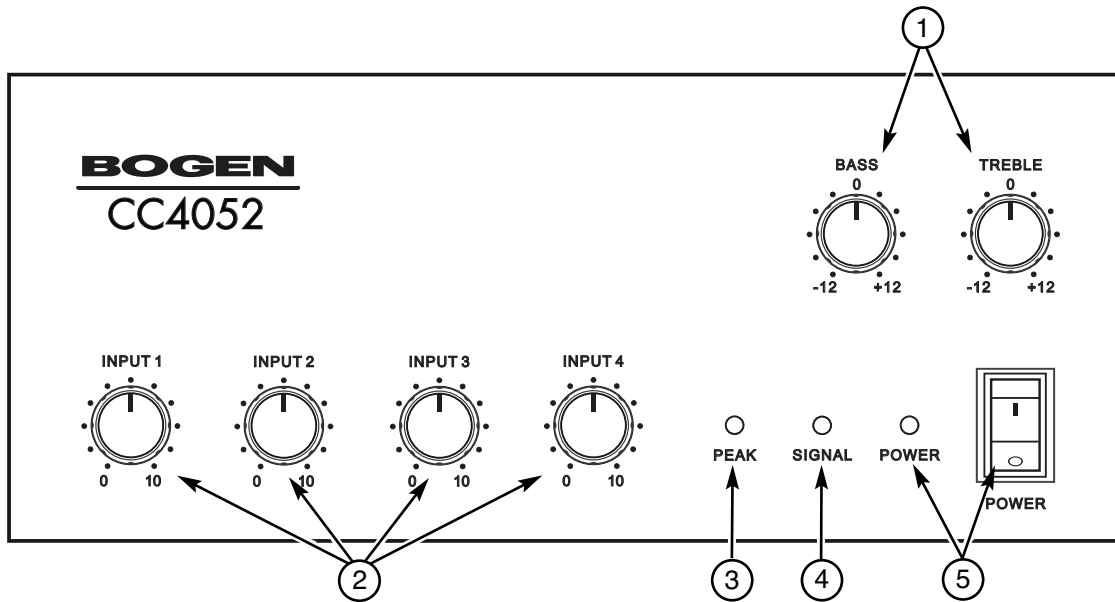 1
BOGEN
CC4052
BASS TREBLE
0 0
-12 +12 -12 +12
INPUT 1 INPUT 2 INPUT 3 INPUT 4
0 10 0 10 0 10 0 10
PEAK SIGNAL POWER
POWER
2 3 4 5